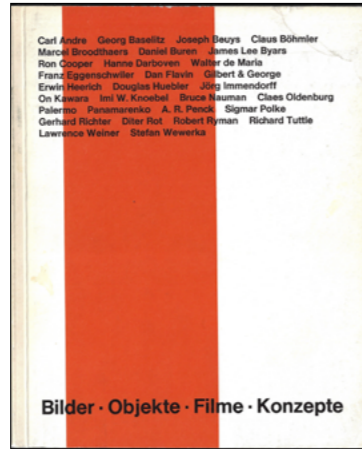 Carl Andre Georg Baselitz Joseph Beuys Claus Böhmler
Marcel Broodthaers Daniel Buren James Lee Byars
Ron Cooper Hanne Darboven Walter de Maria
Franz Eggenschwiler Dan Flavin Gilbert & George
Erwin Heerich Douglas Huebler Jörg Immendorff
On Kawara Imi W. Knoebel Bruce Nauman Claes Oldenburg
Palermo Panamarenko A. R. Penck Sigmar Polke
Gerhard Richter Diter Rot Robert Ryman Richard Tuttle
Lawrence Weiner Stefan Wewerka
Bilder · Objekte · Filme · Konzepte